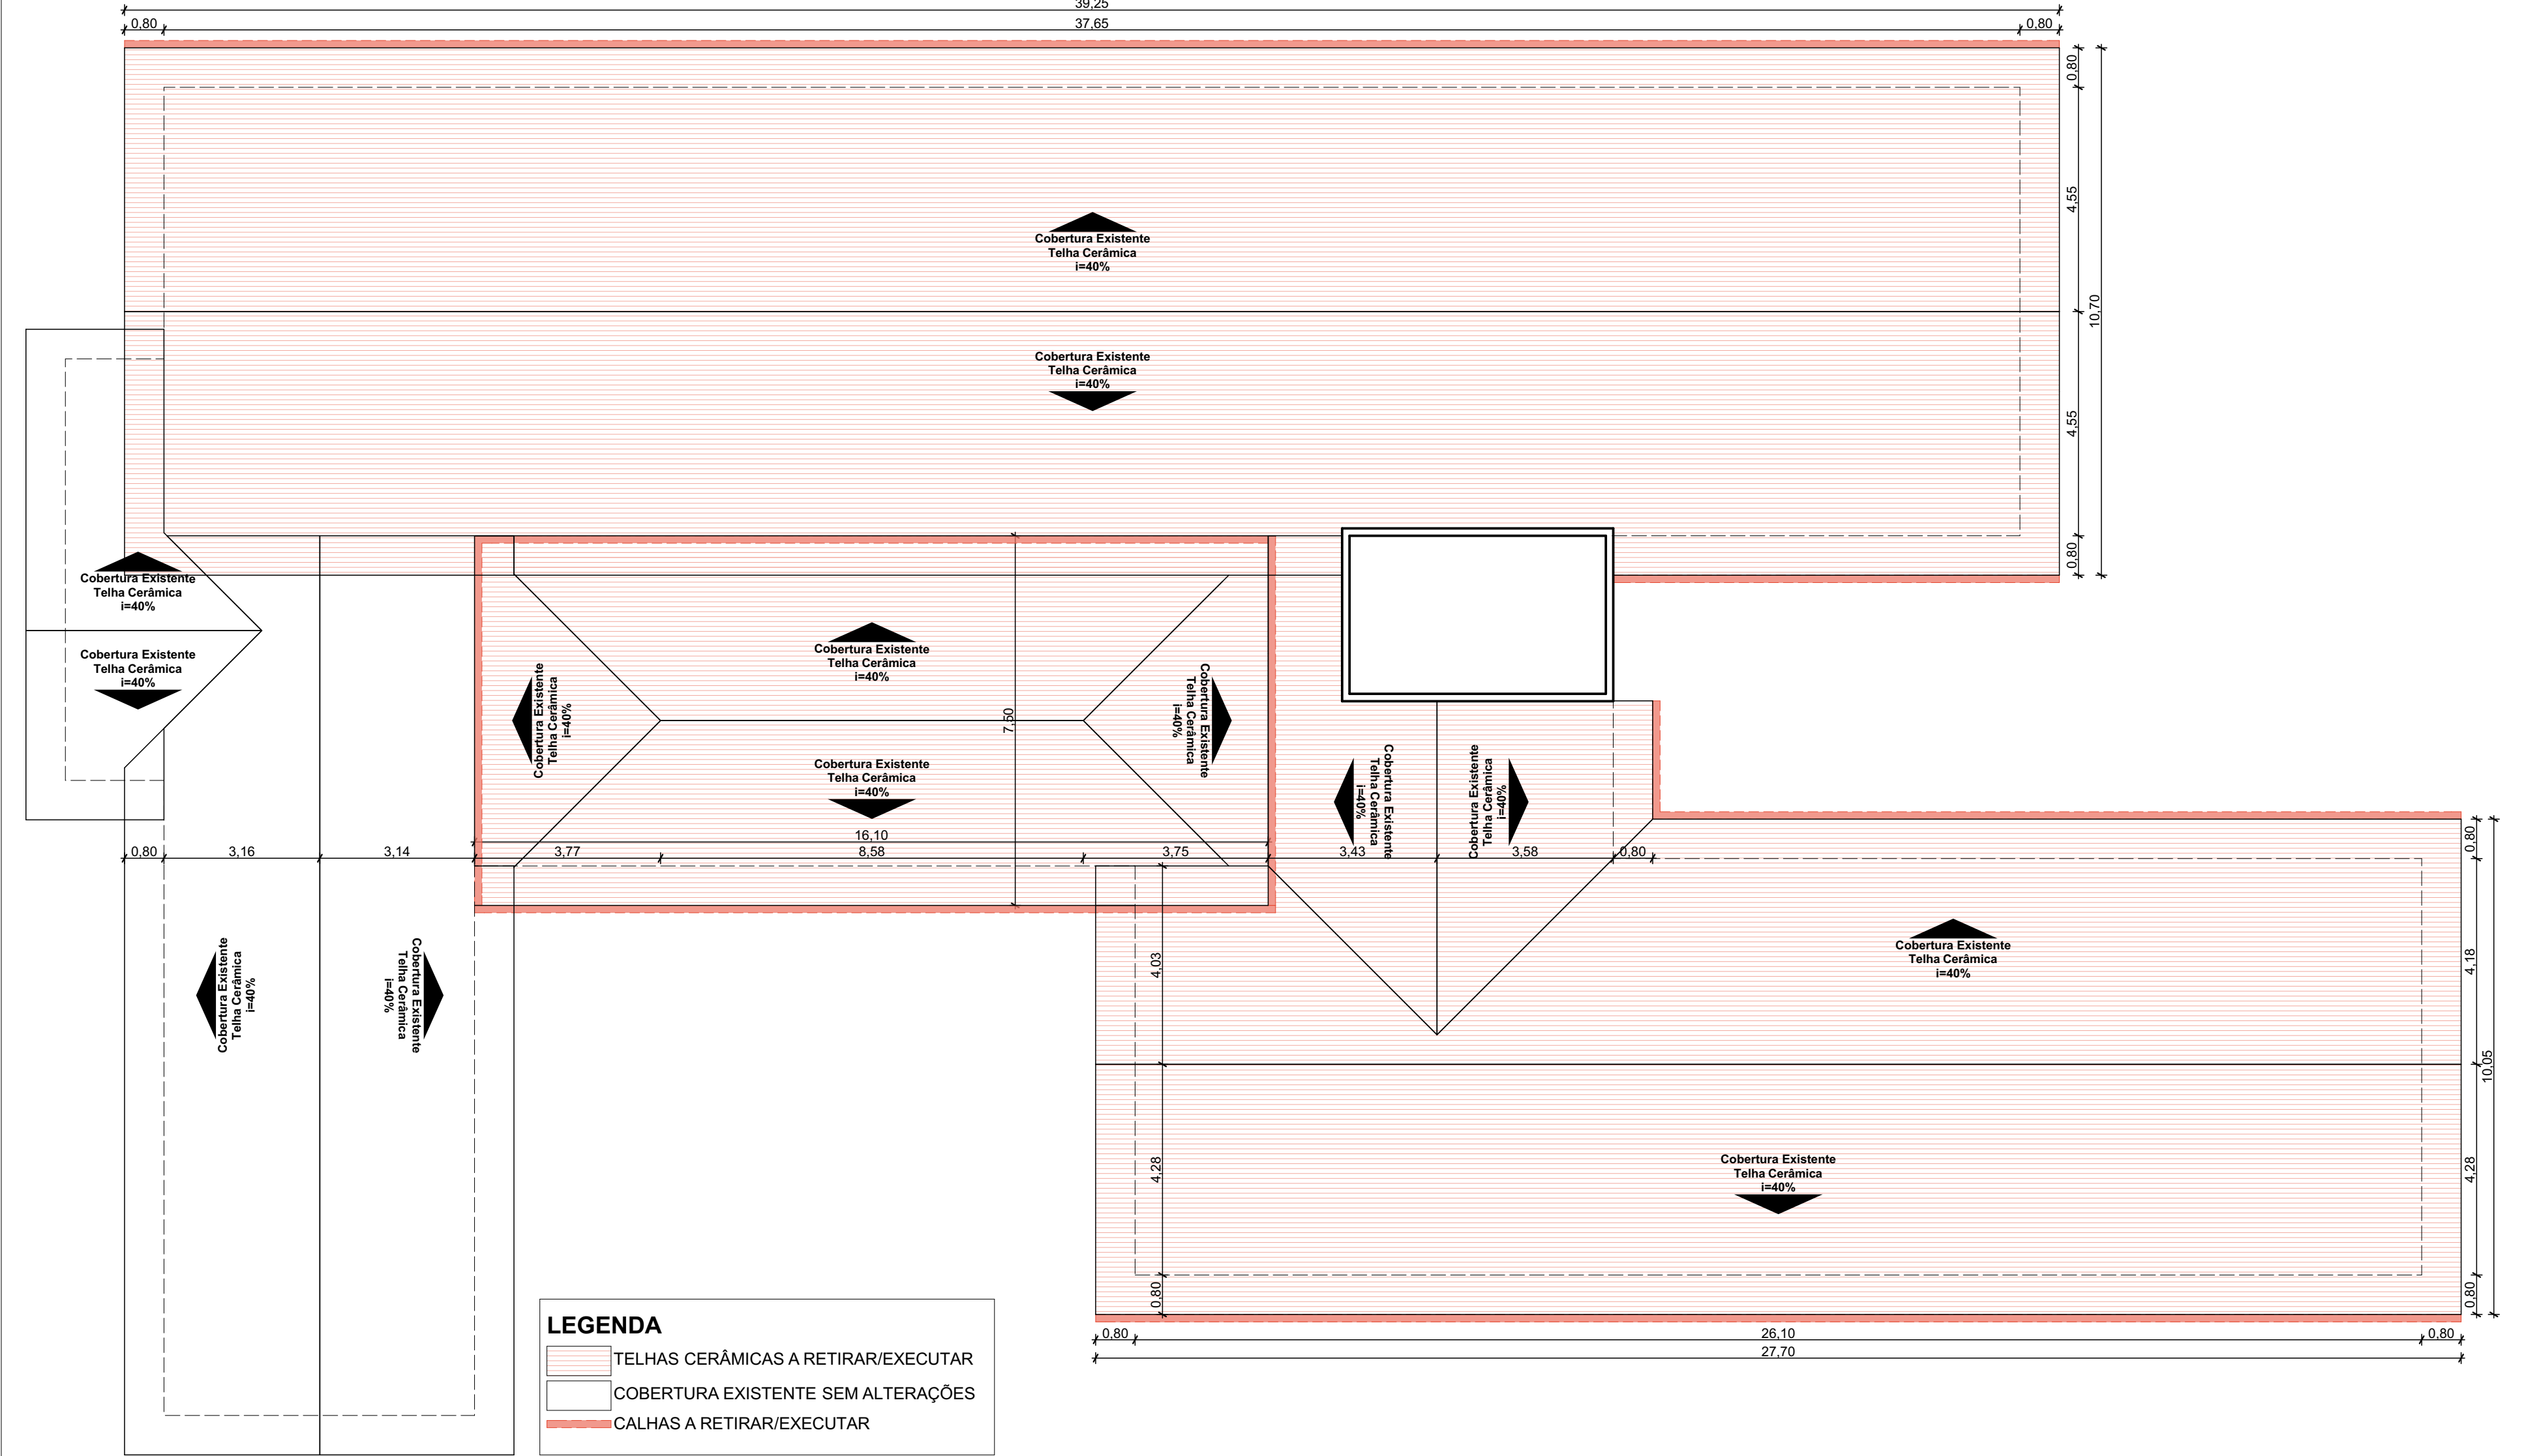 39,25
0,80
37,65
0,80
0,80
4,55
10,70
4,55
0,80
Cobertura Existente
Telha Cerâmica
i=40%
Cobertura Existente
Telha Cerâmica
i=40%
Cobertura Existente
Telha Cerâmica
i=40%
Cobertura Existente
Telha Cerâmica
i=40%
Cobertura Existente
Telha Cerâmica
i=40%
Cobertura Existente
Telha Cerâmica
i=40%
Cobertura Existente
Telha Cerâmica
i=40%
Cobertura Existente
Telha Cerâmica
i=40%
7,50
Cobertura Existente
Telha Cerâmica
i=40%
Cobertura Existente
Telha Cerâmica
i=40%
16,10
0,80
3,16
3,14
3,77
8,58
3,75
3,43
3,58
0,80
Cobertura Existente
Telha Cerâmica
i=40%
Cobertura Existente
Telha Cerâmica
i=40%
4,03
4,28
0,80
Cobertura Existente
Telha Cerâmica
i=40%
Cobertura Existente
Telha Cerâmica
i=40%
0,80
4,18
10,05
4,28
0,80
0,80
26,10
0,80
27,70
LEGENDA
TELHAS CERÂMICAS A RETIRAR/EXECUTAR
COBERTURA EXISTENTE SEM ALTERAÇÕES
CALHAS A RETIRAR/EXECUTAR